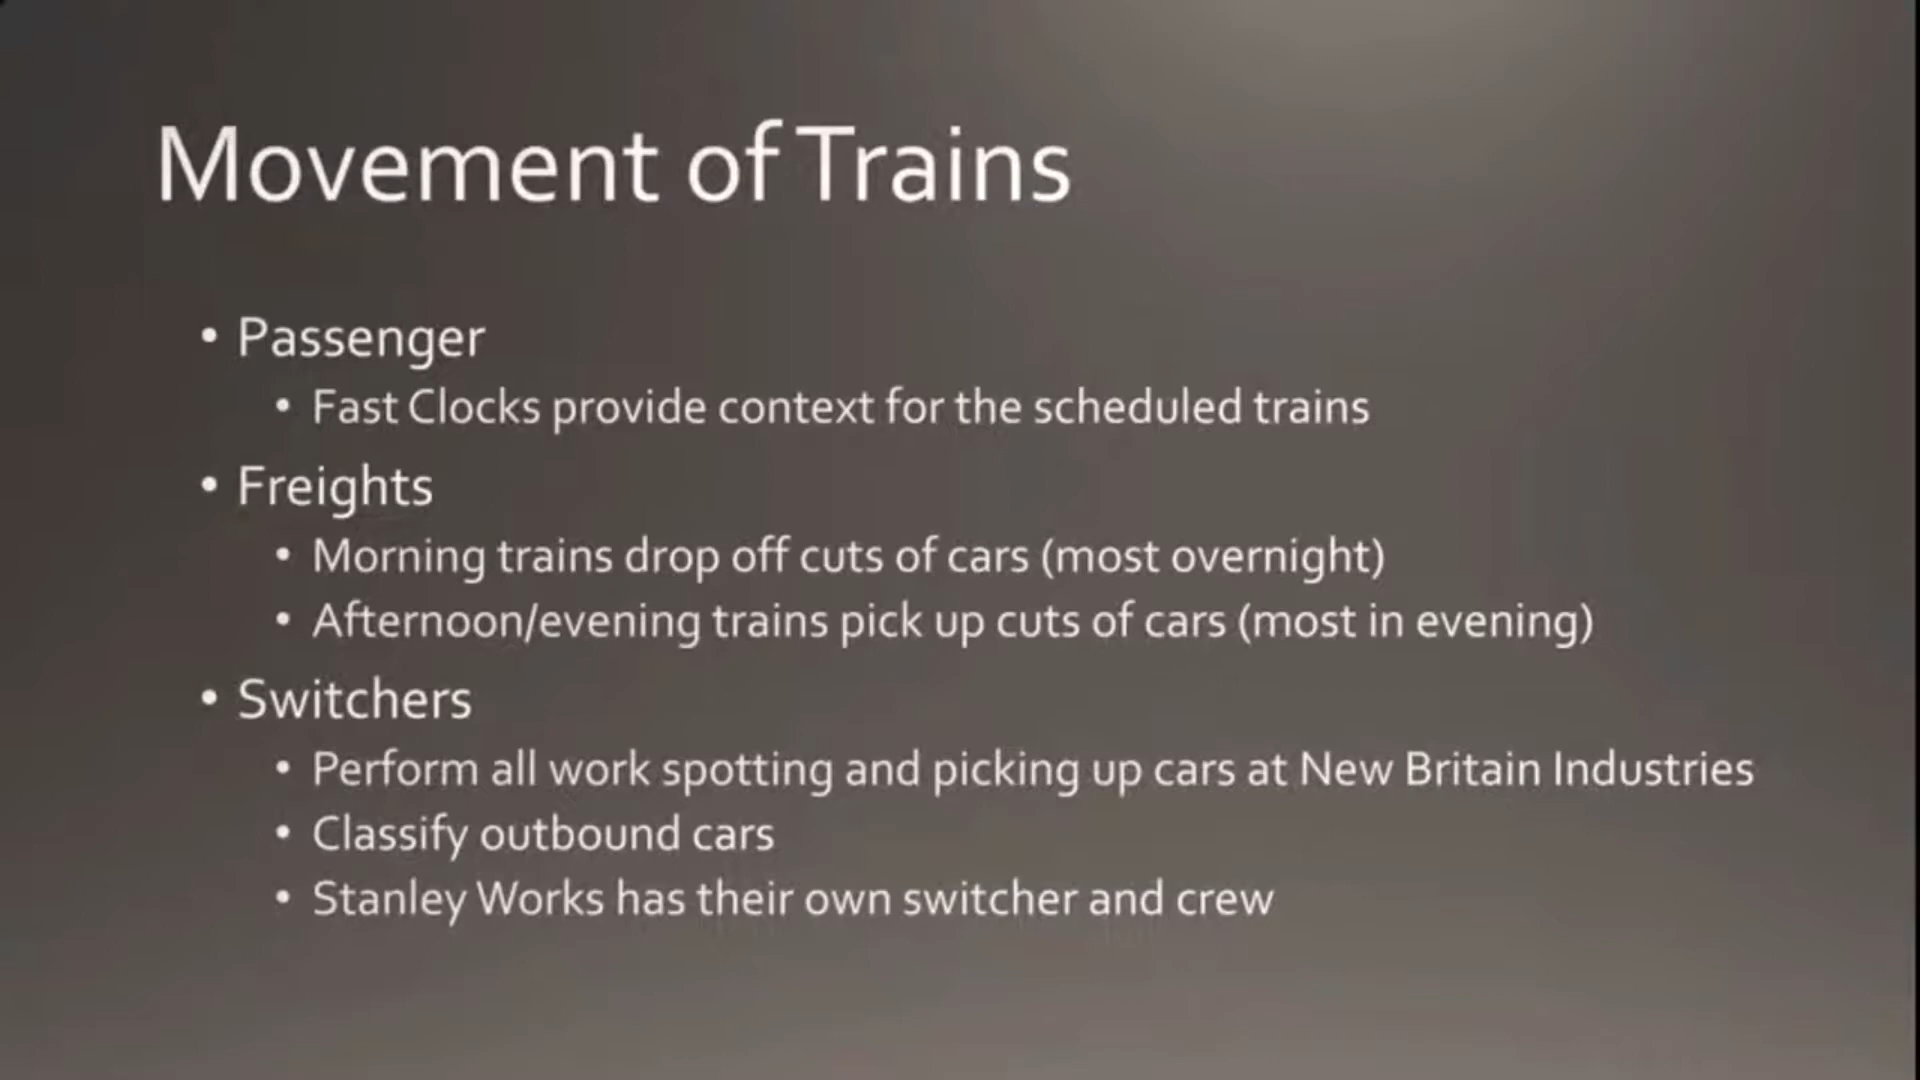 Movement of Trains
• Passenger
• Fast Clocks provide context for the scheduled trains
• Freights
• Morning trains drop off cuts of cars (most overnight)
• Afternoon/evening trains pick up cuts of cars (most in evening)
• Switchers
• Perform all work spotting and picking up cars at New Britain Industries
• Classify outbound cars
• Stanley Works has their own switcher and crew